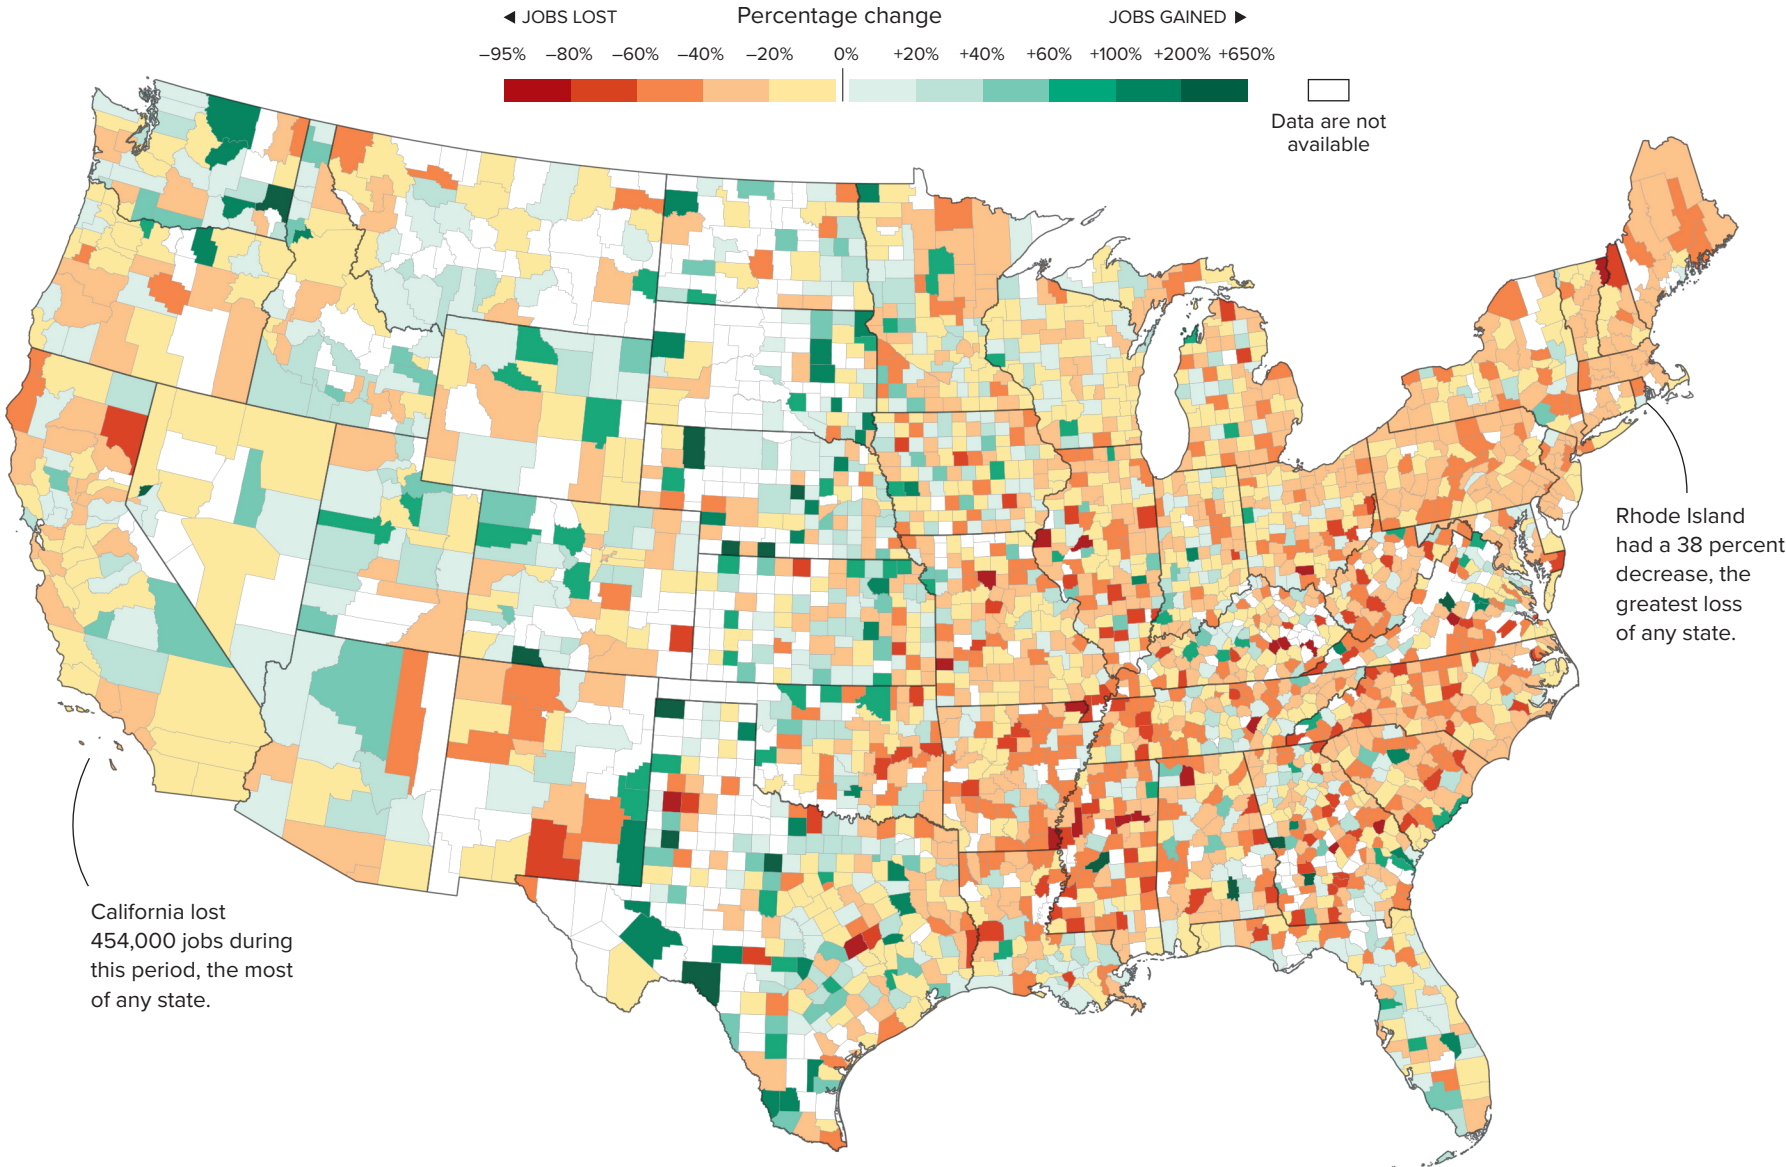 ◄ JOBS LOST Percentage change JOBS GAINED ►
–95% –80% –60% –40% –20% 0% +20% +40% +60% +100% +200% +650%
Data are not
available
Rhode Island
had a 38 percent
decrease, the
greatest loss
of any state.
California lost
454,000 jobs during
this period, the most
of any state.